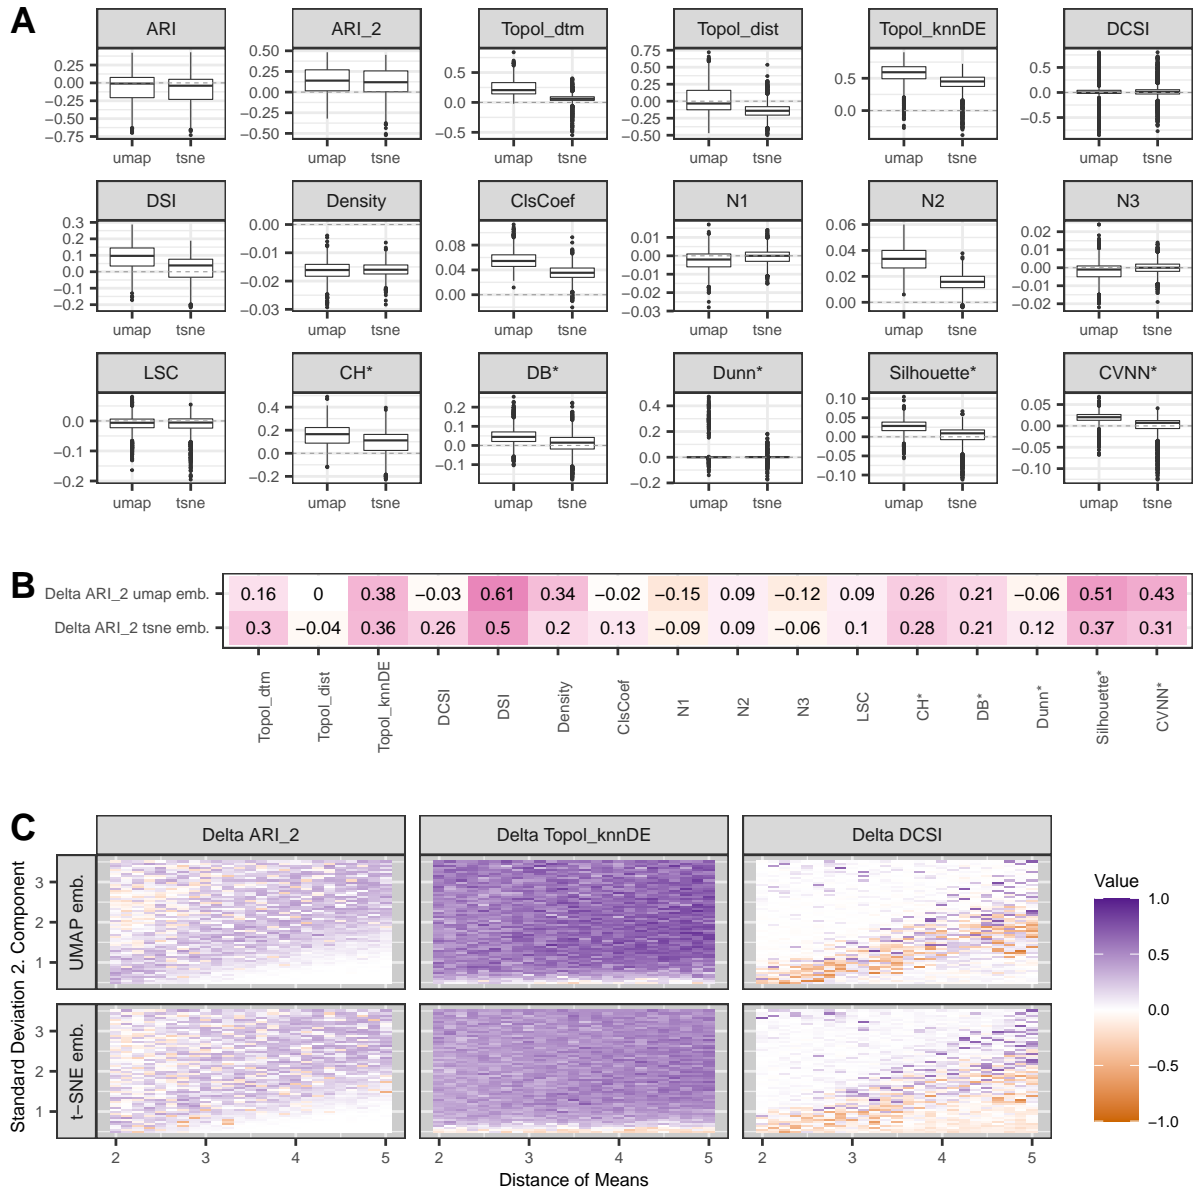 A
ARI
ARI_2
Topol_dtm
Topol_dist
Topol_knnDE
DCSI
0.25
0.00
−0.25
−0.50
−0.75
0.50
0.25
0.00
−0.25
−0.50
0.5
0.0
−0.5
0.75
0.50
0.25
0.00
−0.25
−0.50
0.5
0.0
0.5
0.0
−0.5
umap tsne umap tsne umap tsne umap tsne umap tsne umap tsne
DSI
Density
ClsCoef
N1
N2
N3
0.3
0.2
0.1
0.0
−0.1
−0.2
0.00
−0.01
−0.02
−0.03
0.08
0.04
0.00
0.01
0.00
−0.01
−0.02
−0.03
0.06
0.04
0.02
0.00
0.02
0.01
0.00
−0.01
−0.02
umap tsne umap tsne umap tsne umap tsne umap tsne umap tsne
LSC
CH*
DB*
Dunn*
Silhouette*
CVNN*
0.0
−0.1
−0.2
0.4
0.2
0.0
−0.2
0.2
0.1
0.0
−0.1
0.4
0.2
0.0
−0.2
0.10
0.05
0.00
−0.05
−0.10
0.05
0.00
−0.05
−0.10
umap tsne umap tsne umap tsne umap tsne umap tsne umap tsne
B
Delta ARI_2 umap emb. 0.16 0 0.38 −0.03 0.61 0.34 −0.02 −0.15 0.09 −0.12 0.09 0.26 0.21 −0.06 0.51 0.43
Delta ARI_2 tsne emb. 0.3 −0.04 0.36 0.26 0.5 0.2 0.13 −0.09 0.09 −0.06 0.1 0.28 0.21 0.12 0.37 0.31
Topol_dtm
Topol_dist
Topol_knnDE
DCSI
DSI
Density
ClsCoef
N1
N2
N3
LSC
CH*
DB*
Dunn*
Silhouette*
CVNN*
C
Delta ARI_2
Delta Topol_knnDE
Delta DCSI
Standard Deviation 2. Component
UMAP emb.
3
2
1
t−SNE emb.
3
2
1
2 3 4 5 2 3 4 5 2 3 4 5
Distance of Means
Value
1.0
0.5
0.0
−0.5
−1.0